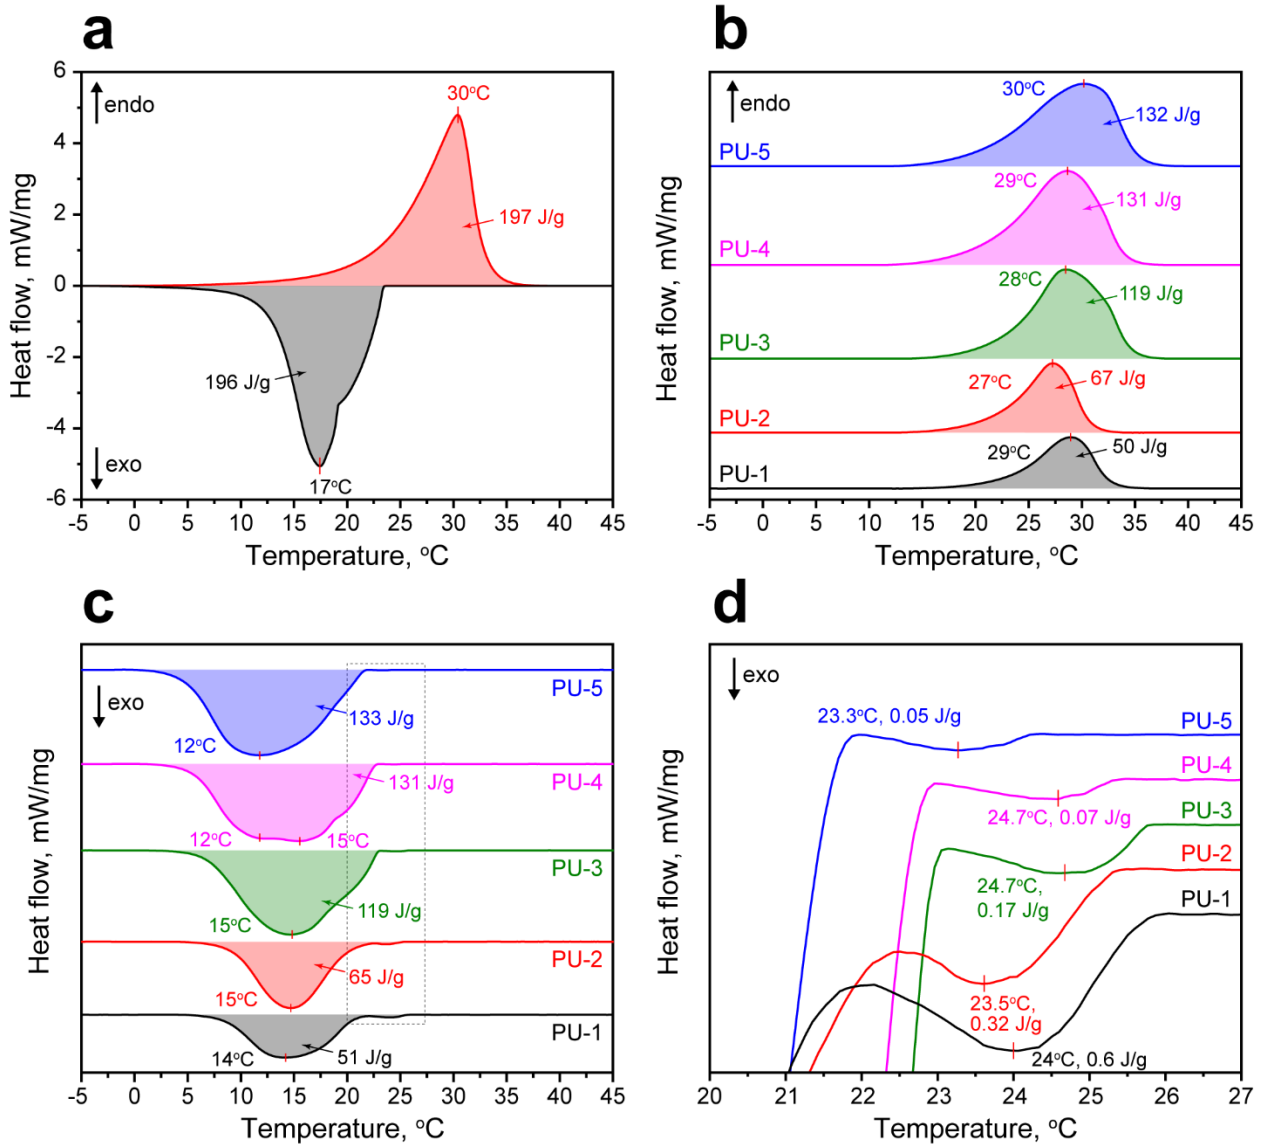 a
6
4
2
0
-2
-4
-6
endo
exo
30°C
197 J/g
196 J/g
17°C
Heat flow, mW/mg
-5 0 5 10 15 20 25 30 35 40 45
Temperature, °C
b
endo
30°C
132 J/g
PU-5
29°C
131 J/g
PU-4
28°C
119 J/g
PU-3
27°C
67 J/g
PU-2
29°C
50 J/g
PU-1
Heat flow, mW/mg
-5 0 5 10 15 20 25 30 35 40 45
Temperature, °C
c
exo
PU-5
133 J/g
12°C
PU-4
131 J/g
12°C
15°C
PU-3
119 J/g
15°C
PU-2
65 J/g
15°C
PU-1
51 J/g
14°C
Heat flow, mW/mg
-5 0 5 10 15 20 25 30 35 40 45
Temperature, °C
d
exo
23.3°C, 0.05 J/g
PU-5
PU-4
24.7°C, 0.07 J/g
PU-3
24.7°C,
0.17 J/g
PU-2
23.5°C,
0.32 J/g
PU-1
24°C, 0.6 J/g
Heat flow, mW/mg
20 21 22 23 24 25 26 27
Temperature, °C